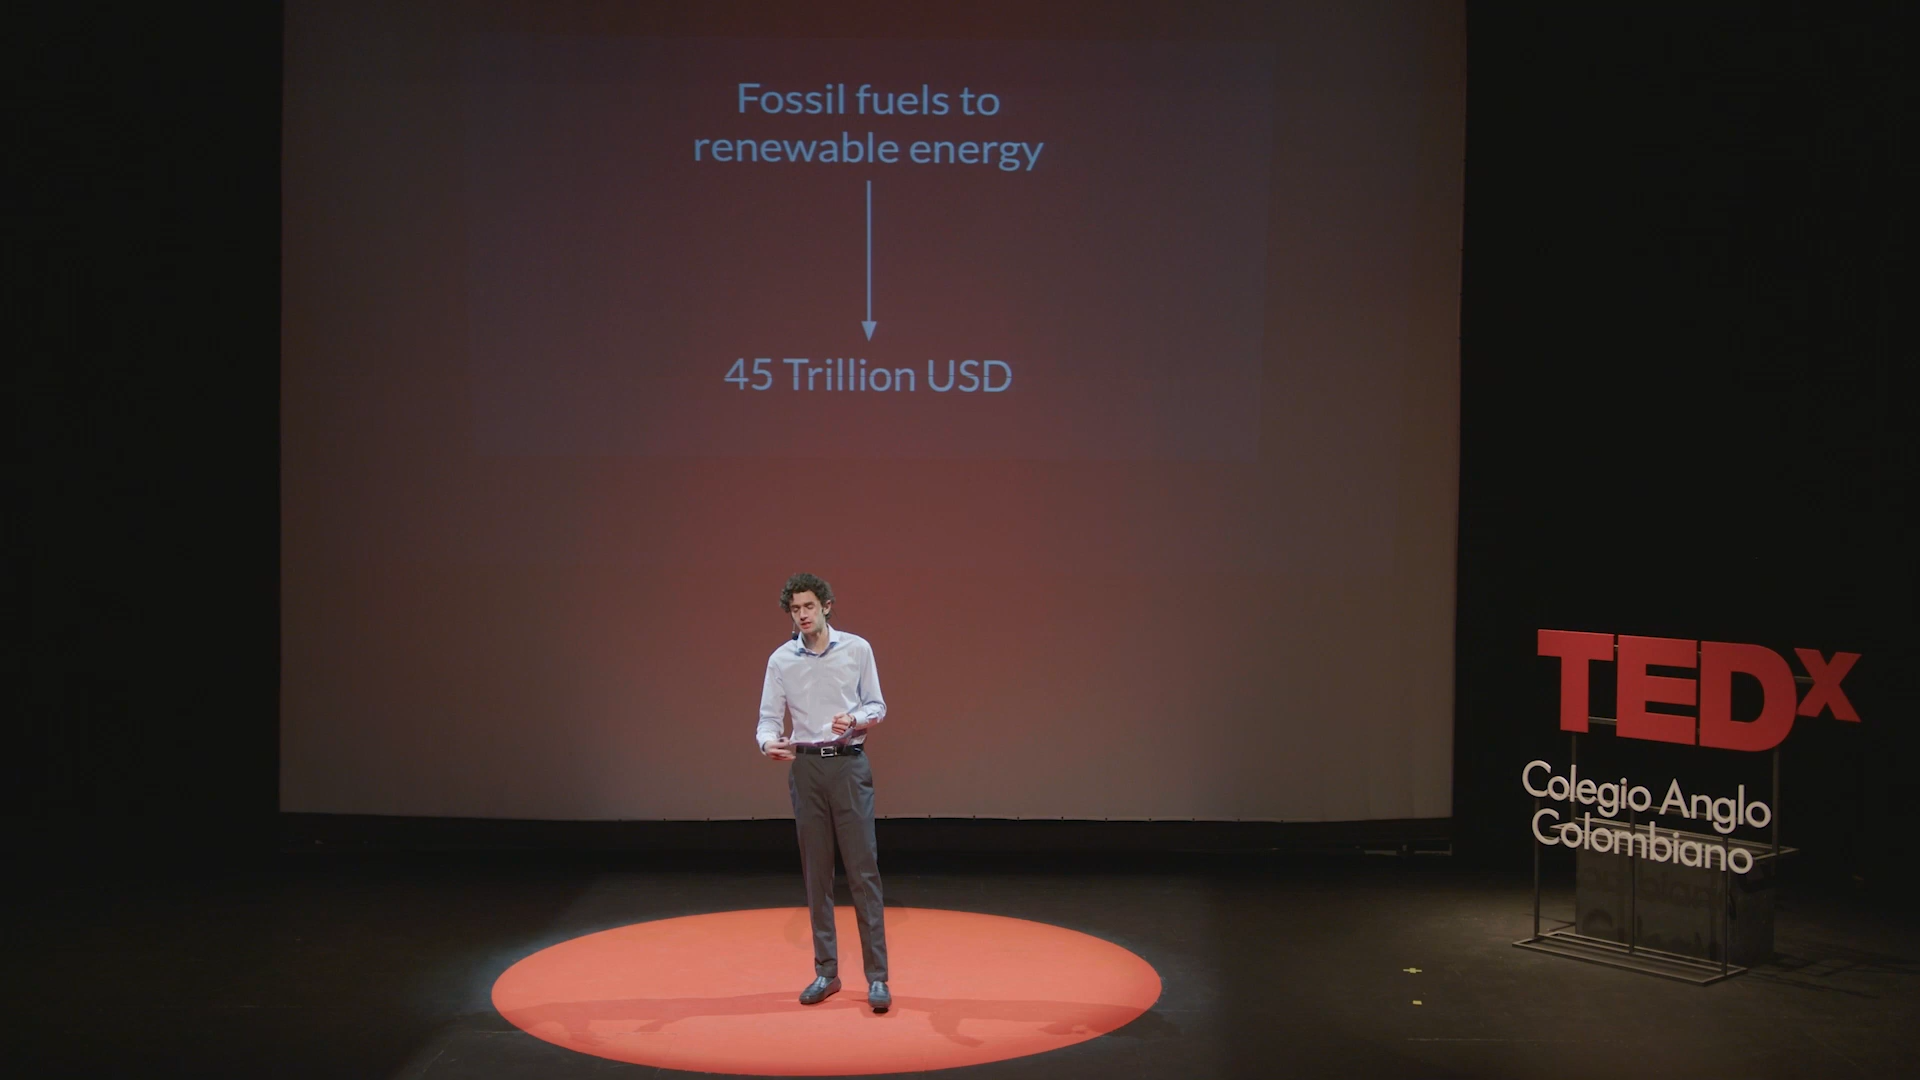 Fossil fuels to
renewable energy
45 Trillion USD
TEDx
Colegio Anglo
Colombiano